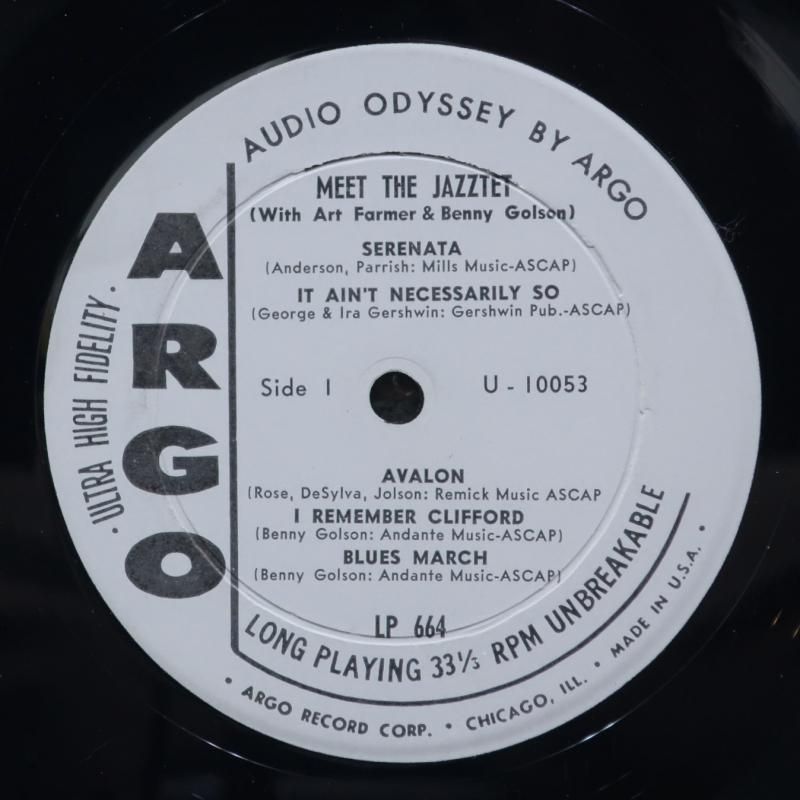 AUDIO ODYSSEY BY ARGO
MEET THE JAZZTET
(With Art Farmer & Benny Golson)
SERENATA
(Anderson, Parrish: Mills Music-ASCAP)
IT AIN'T NECESSARILY SO
(George & Ira Gershwin: Gershwin Pub.-ASCAP)
ARGO
· ULTRA HIGH FIDELITY ·
Side 1
U - 10053
AVALON
(Rose, DeSylva, Jolson: Remick Music ASCAP
I REMEMBER CLIFFORD
(Benny Golson: Andante Music-ASCAP)
BLUES MARCH
(Benny Golson: Andante Music-ASCAP)
LP 664
LONG PLAYING 33⅓ RPM UNBREAKABLE
• ARGO RECORD CORP. • CHICAGO, ILL. • MADE IN U.S.A. •